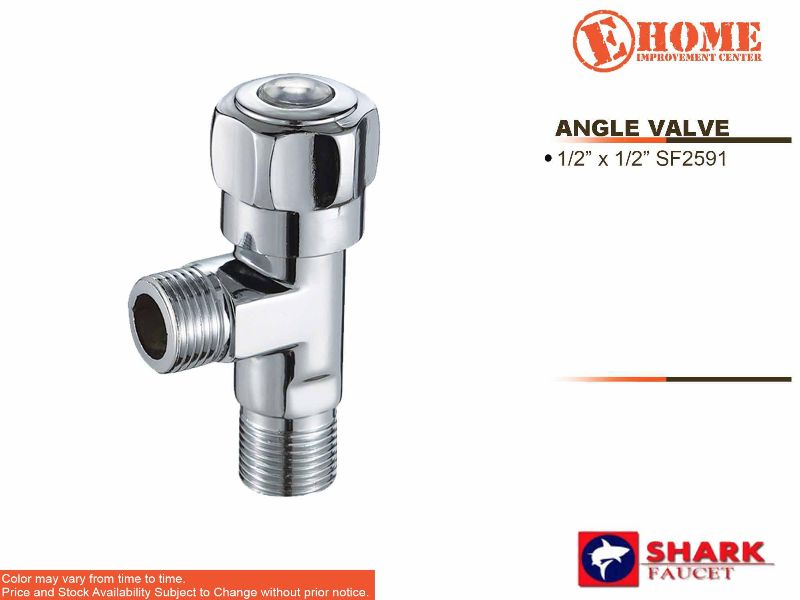 E HOME
IMPROVEMENT CENTER
ANGLE VALVE
• 1/2” x 1/2” SF2591
SHARK
FAUCET
Color may vary from time to time.
Price and Stock Availability Subject to Change without prior notice.